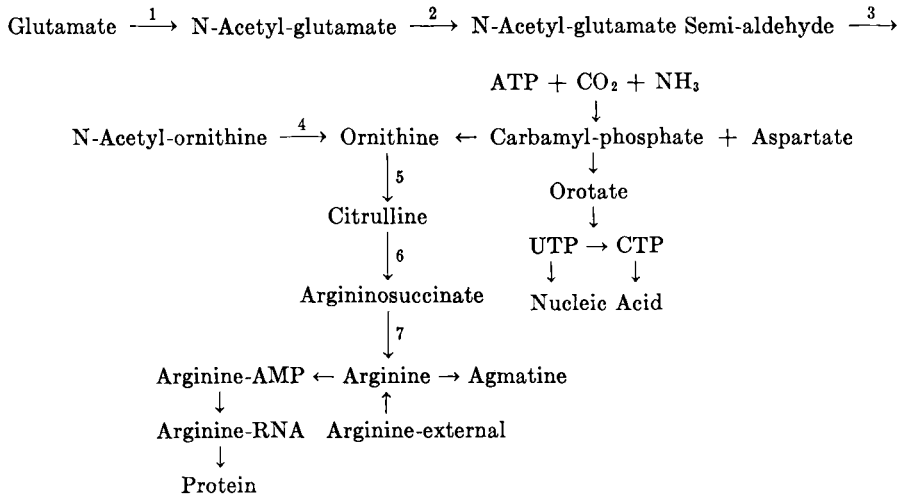 Glutamate 1→ N-Acetyl-glutamate 2→ N-Acetyl-glutamate Semi-aldehyde 3→
ATP + CO₂ + NH₃
↓
N-Acetyl-ornithine 4→ Ornithine ← Carbamyl-phosphate + Aspartate
↓ 5 ↓
Orotate
Citrulline ↓
↓ 6 UTP → CTP
↓ ↓
Argininosuccinate Nucleic Acid
↓ 7
Arginine-AMP ← Arginine → Agmatine
↓ ↑
Arginine-RNA Arginine-external
↓
Protein